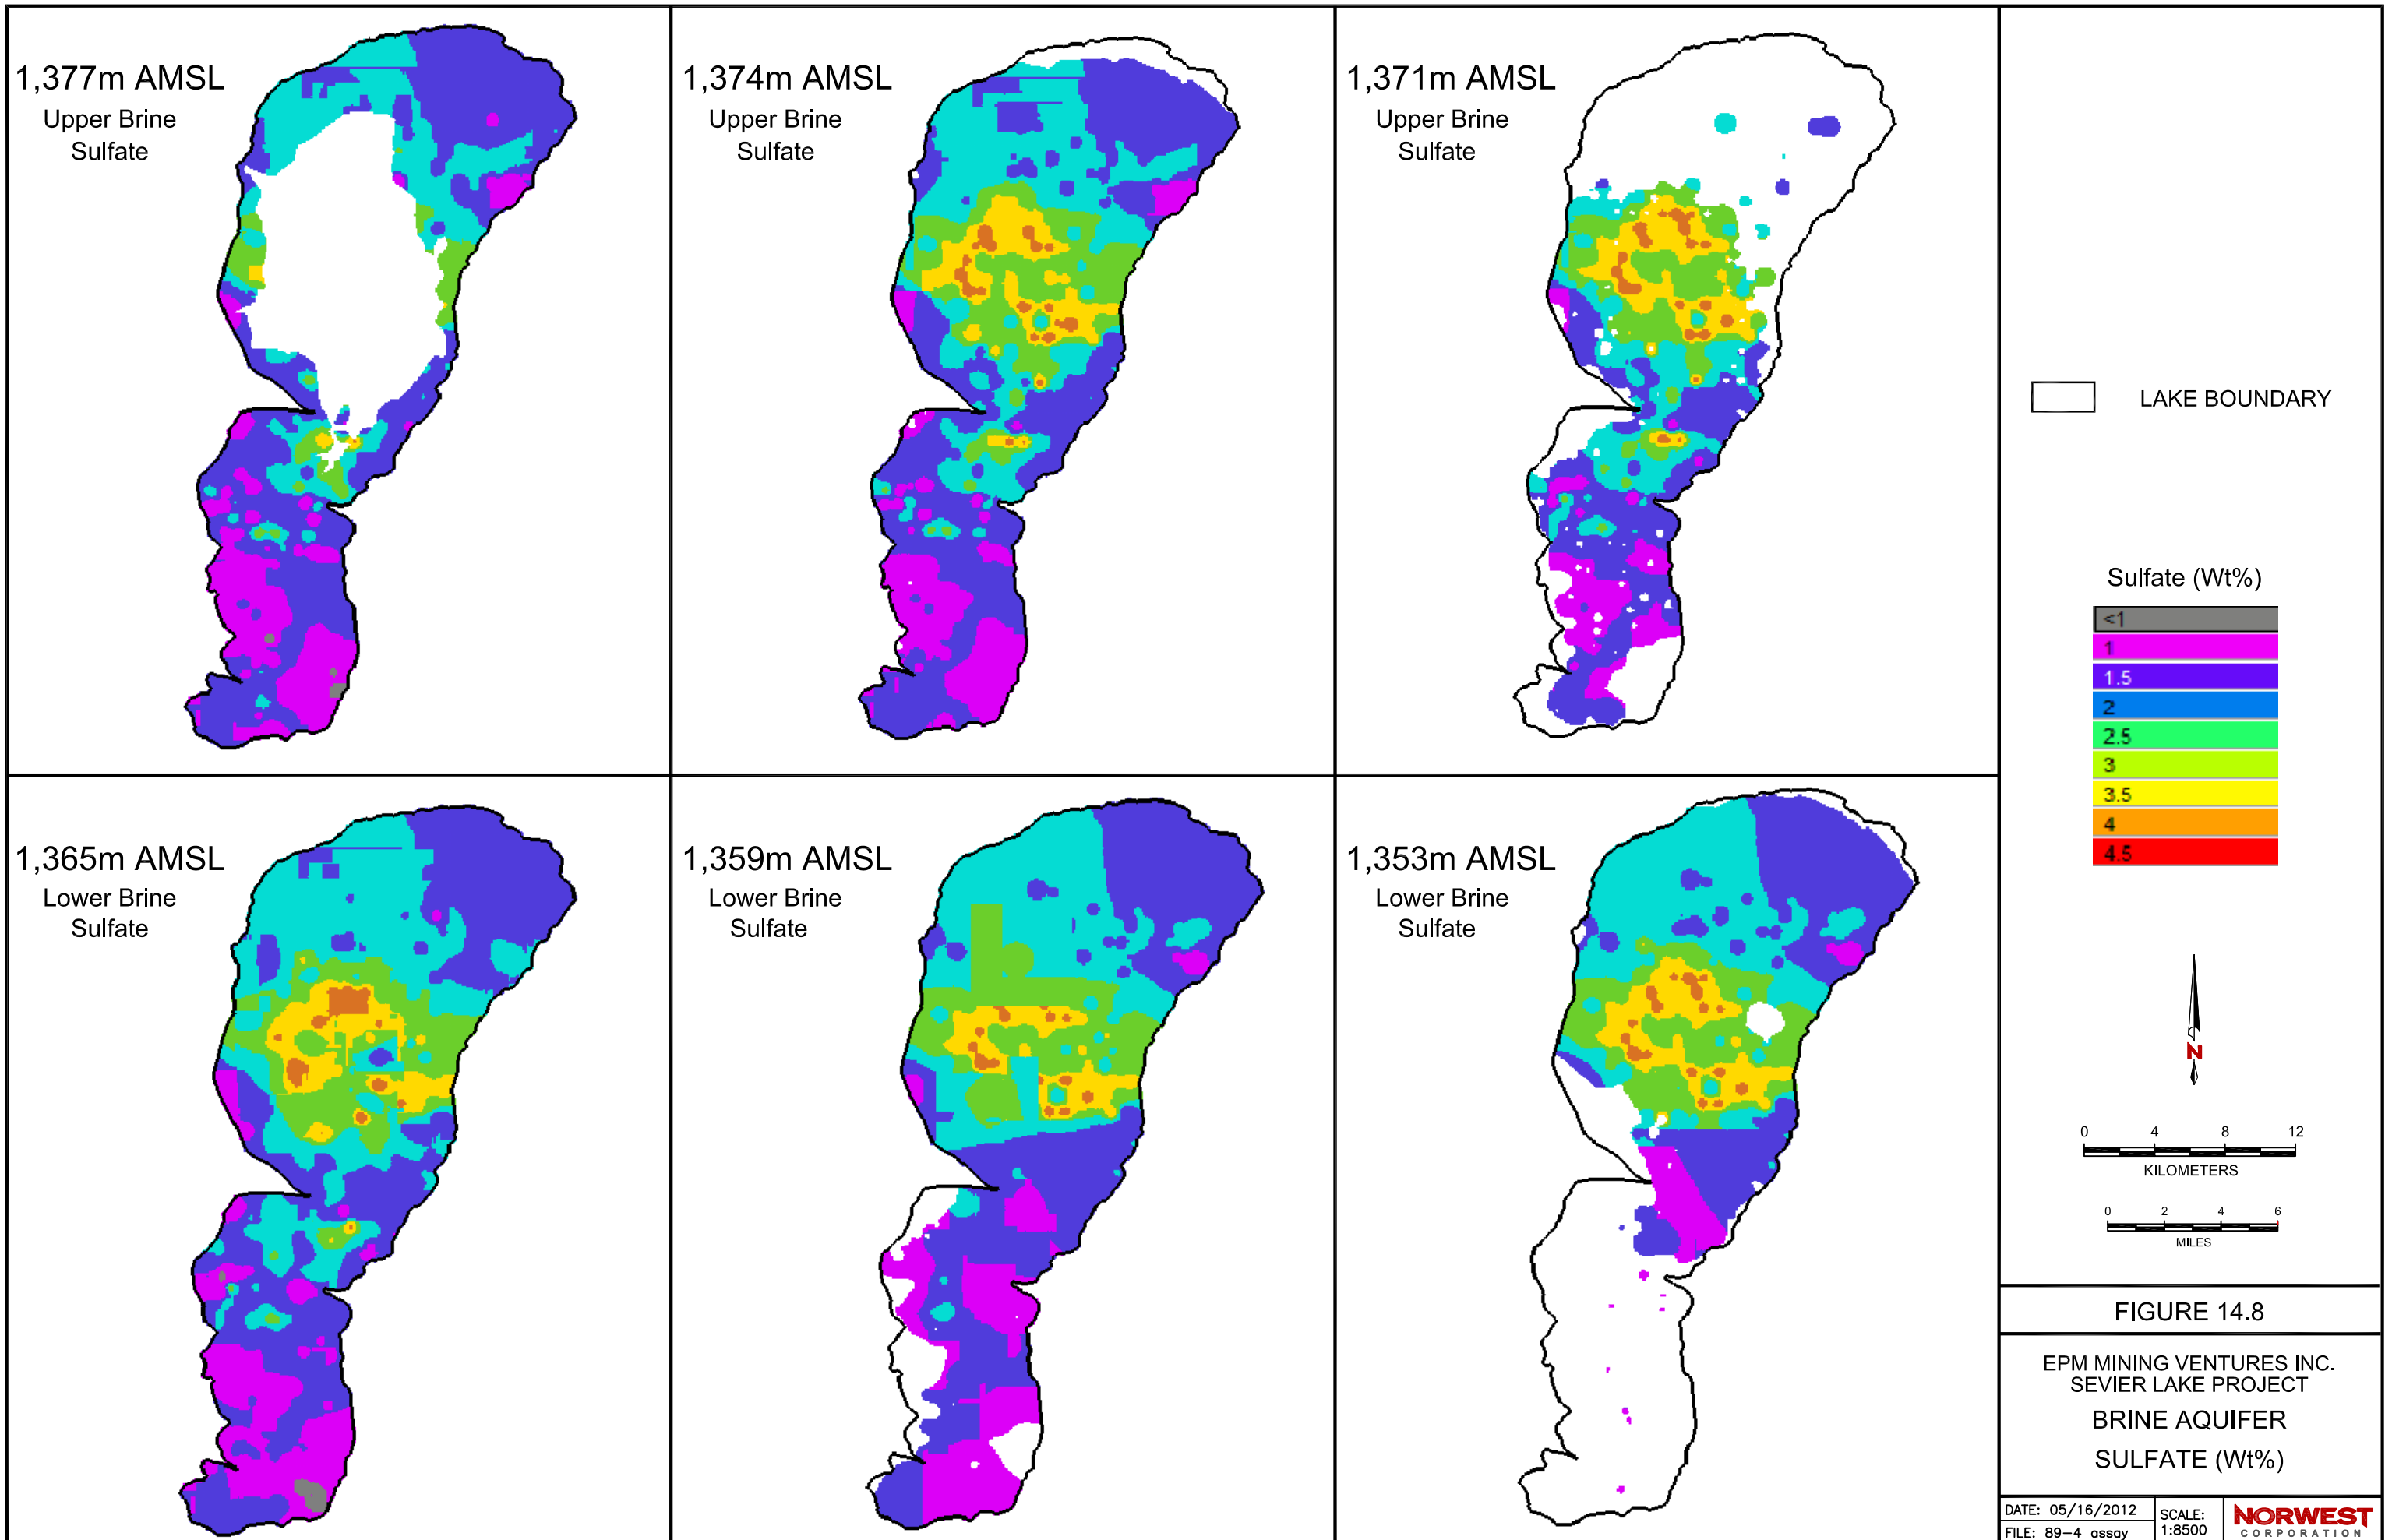 1,377m AMSL
Upper Brine
Sulfate
1,374m AMSL
Upper Brine
Sulfate
1,371m AMSL
Upper Brine
Sulfate
1,365m AMSL
Lower Brine
Sulfate
1,359m AMSL
Lower Brine
Sulfate
1,353m AMSL
Lower Brine
Sulfate
LAKE BOUNDARY
Sulfate (Wt%)
<1
1
1.5
2
2.5
3
3.5
4
4.5
N
0 4 8 12
KILOMETERS
0 2 4 6
MILES
FIGURE 14.8
EPM MINING VENTURES INC.
SEVIER LAKE PROJECT
BRINE AQUIFER
SULFATE (Wt%)
DATE: 05/16/2012
FILE: 89-4 assay
SCALE:
1:8500
NORWEST
CORPORATION